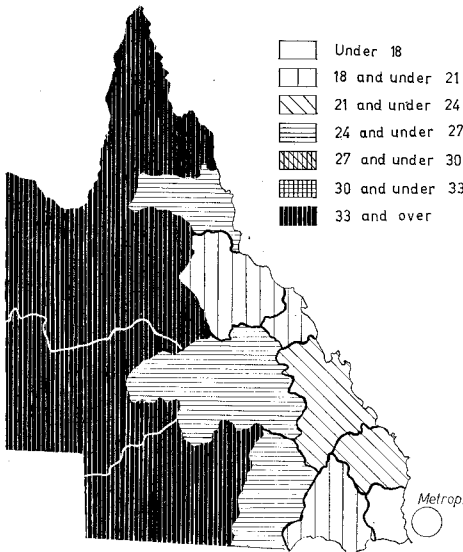 Under 18
18 and under 21
21 and under 24
24 and under 27
27 and under 30
30 and under 33
33 and over
Metrop.